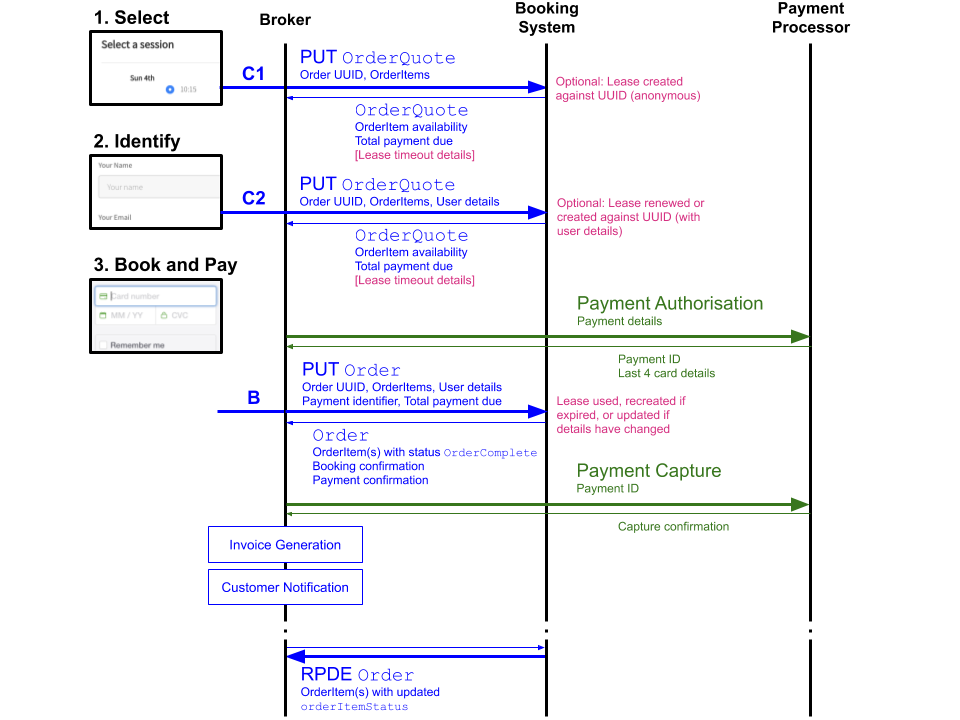 1. Select
Broker
Booking
System
Payment
Processor
Select a session
Sun 4th
10:15
C1
PUT OrderQuote
Order UUID, OrderItems
Optional: Lease created
against UUID (anonymous)
OrderQuote
OrderItem availability
Total payment due
[Lease timeout details]
2. Identify
Your Name
Your name
Your Email
C2
PUT OrderQuote
Order UUID, OrderItems, User details
Optional: Lease renewed or
created against UUID (with
user details)
OrderQuote
OrderItem availability
Total payment due
[Lease timeout details]
3. Book and Pay
Card number
MM / YY
CVC
Remember me
Payment Authorisation
Payment details
Payment ID
Last 4 card details
B
PUT Order
Order UUID, OrderItems, User details
Payment identifier, Total payment due
Lease used, recreated if
expired, or updated if
details have changed
Order
OrderItem(s) with status OrderComplete
Booking confirmation
Payment confirmation
Payment Capture
Payment ID
Capture confirmation
Invoice Generation
Customer Notification
RPDE Order
OrderItem(s) with updated
orderItemStatus